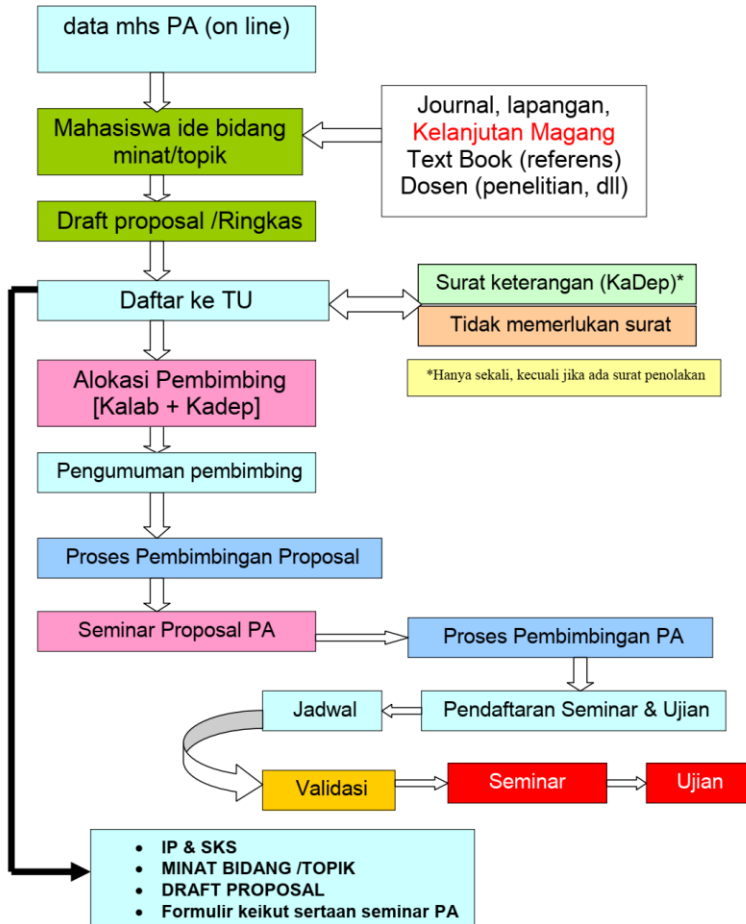 data mhs PA (on line)
Mahasiswa ide bidang
minat/topik
Journal, lapangan,
Kelanjutan Magang
Text Book (referens)
Dosen (penelitian, dll)
Draft proposal /Ringkas
Daftar ke TU
Surat keterangan (KaDep)*
Tidak memerlukan surat
*Hanya sekali, kecuali jika ada surat penolakan
Alokasi Pembimbing
[Kalab + Kadep]
Pengumuman pembimbing
Proses Pembimbingan Proposal
Seminar Proposal PA
Proses Pembimbingan PA
Pendaftaran Seminar & Ujian
Jadwal
Validasi
Seminar
Ujian
• IP & SKS
• MINAT BIDANG /TOPIK
• DRAFT PROPOSAL
• Formulir keikut sertaan seminar PA